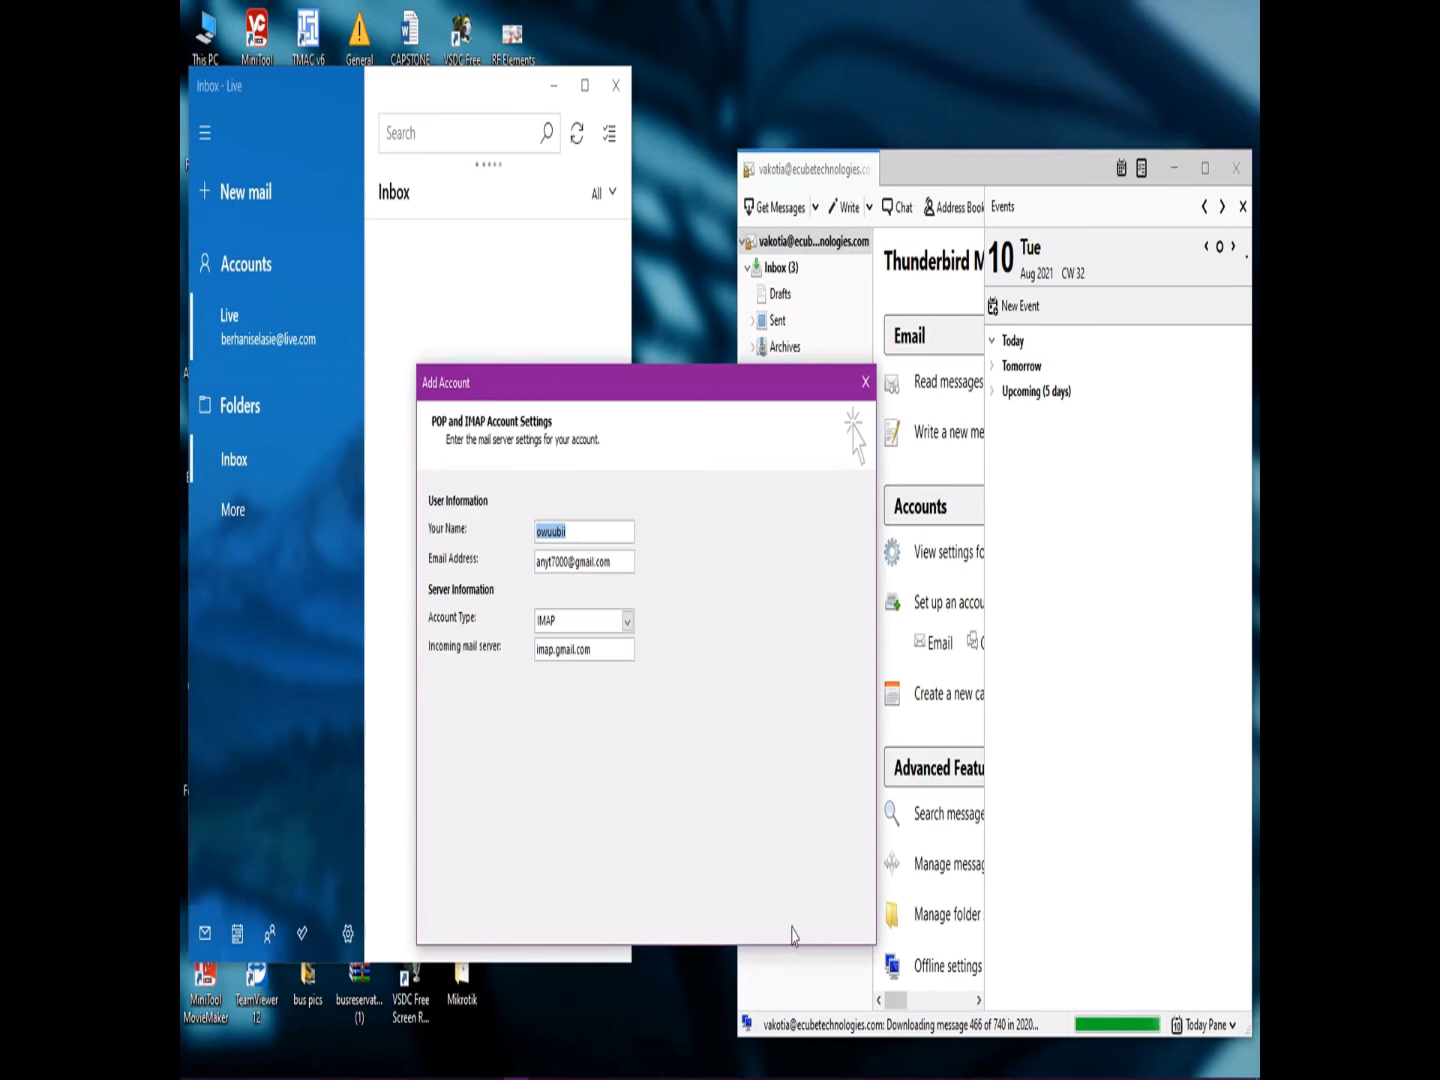 This PC
MiniTool
TMAC v6
General
CAPSTONE
VSDC Free
RF Elements
Inbox - Live
Search
New mail
Inbox
All
Accounts
Live
berhaniselasie@live.com
Folders
Inbox
More
Add Account
X
POP and IMAP Account Settings
Enter the mail server settings for your account.
User Information
Your Name:
owuubii
Email Address:
anyt7000@gmail.com
Server Information
Account Type:
IMAP
Incoming mail server:
imap.gmail.com
vakotia@ecubetechnologies.co
Get Messages
Write
Chat
Address Book
Events
vakotia@ecub...nologies.com
Inbox (3)
Drafts
Sent
Archives
Thunderbird M
Email
Read messages
Write a new me
Accounts
View settings fo
Set up an accou
Email
Create a new ca
Advanced Featu
Search message
Manage messag
Manage folder
Offline settings
10
Tue
Aug 2021 CW 32
New Event
Today
Tomorrow
Upcoming (5 days)
MiniTool
MovieMaker
TeamViewer
12
bus pics
busreservat...
(1)
VSDC Free
Screen R...
Mikrotik
vakotia@ecubetechnologies.com: Downloading message 466 of 740 in 2020...
Today Pane